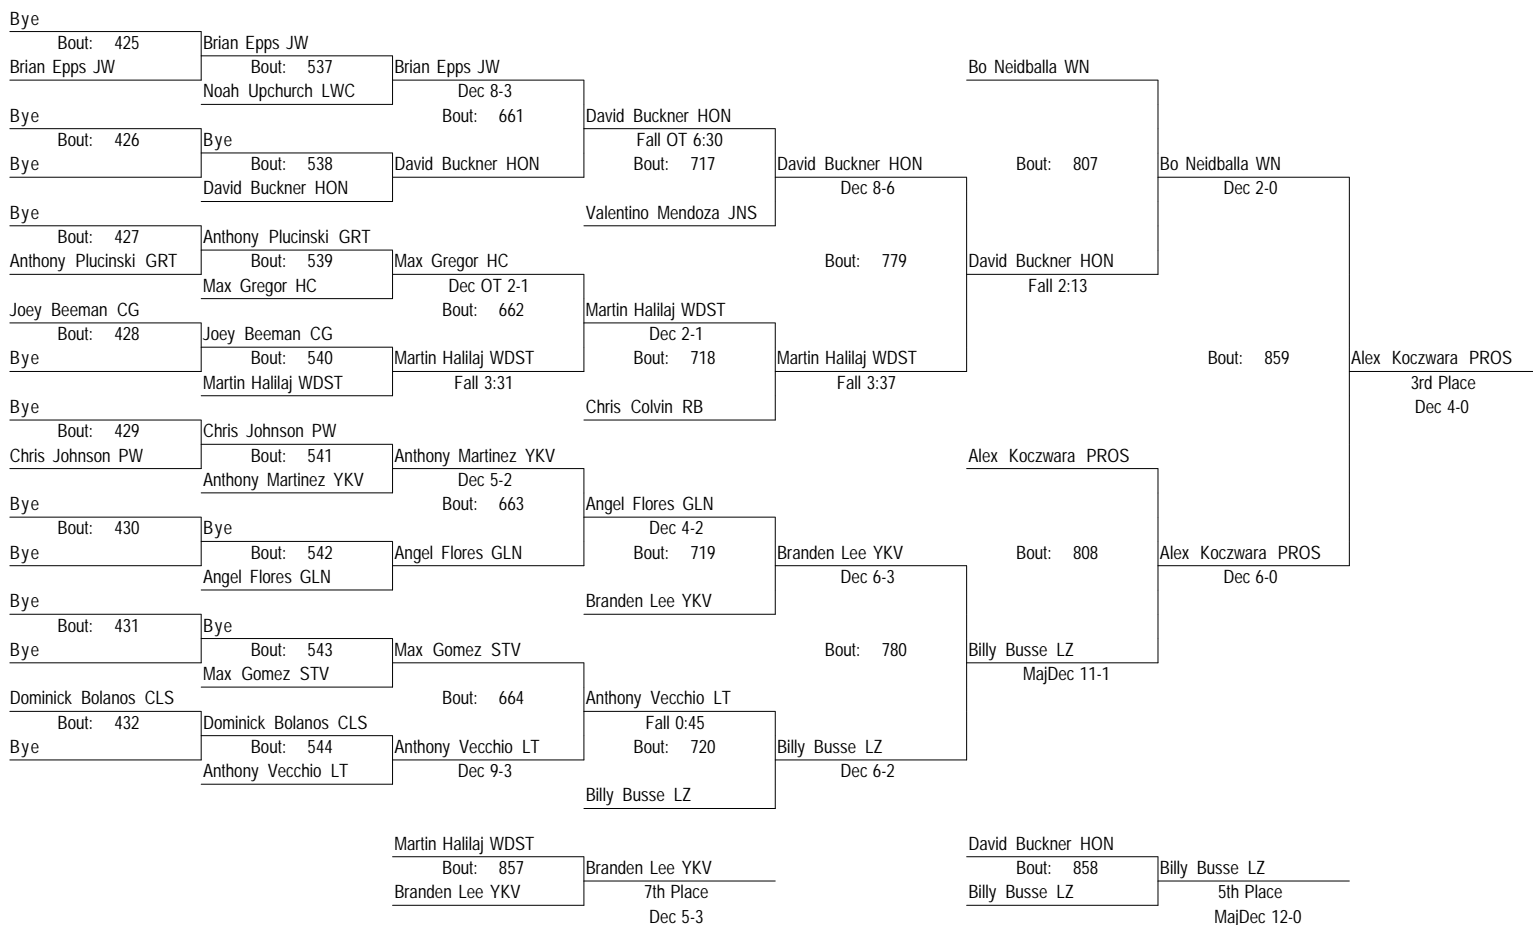 Bye
Bout: 425 Brian Epps JW
Brian Epps JW Bout: 537 Brian Epps JW Bo Neidballa WN
Noah Upchurch LWC Dec 8-3
Bye Bout: 661 David Buckner HON
Bout: 426 Bye Fall OT 6:30
Bye Bout: 538 David Buckner HON Bout: 717 David Buckner HON Bout: 807 Bo Neidballa WN
David Buckner HON Dec 8-6 Dec 2-0
Bye Valentino Mendoza JNS
Bout: 427 Anthony Plucinski GRT
Anthony Plucinski GRT Bout: 539 Max Gregor HC Bout: 779 David Buckner HON
Max Gregor HC Dec OT 2-1 Fall 2:13
Joey Beeman CG Bout: 662 Martin Halilaj WDST
Bout: 428 Joey Beeman CG Dec 2-1
Bye Bout: 540 Martin Halilaj WDST Bout: 718 Martin Halilaj WDST Bout: 859 Alex Koczwara PROS
Martin Halilaj WDST Fall 3:31 Fall 3:37 3rd Place
Bye Chris Colvin RB Dec 4-0
Bout: 429 Chris Johnson PW
Chris Johnson PW Bout: 541 Anthony Martinez YKV Alex Koczwara PROS
Anthony Martinez YKV Dec 5-2
Bye Bout: 663 Angel Flores GLN
Bout: 430 Bye Dec 4-2
Bye Bout: 542 Angel Flores GLN Bout: 719 Branden Lee YKV Bout: 808 Alex Koczwara PROS
Angel Flores GLN Dec 6-3 Dec 6-0
Bye Branden Lee YKV
Bout: 431 Bye
Bye Bout: 543 Max Gomez STV Bout: 780 Billy Busse LZ
Max Gomez STV MajDec 11-1
Dominick Bolanos CLS Bout: 664 Anthony Vecchio LT
Bout: 432 Dominick Bolanos CLS Fall 0:45
Bye Bout: 544 Anthony Vecchio LT Bout: 720 Billy Busse LZ
Anthony Vecchio LT Dec 9-3 Dec 6-2
Billy Busse LZ
Martin Halilaj WDST David Buckner HON
Bout: 857 Branden Lee YKV Bout: 858 Billy Busse LZ
Branden Lee YKV 7th Place Billy Busse LZ 5th Place
Dec 5-3 MajDec 12-0